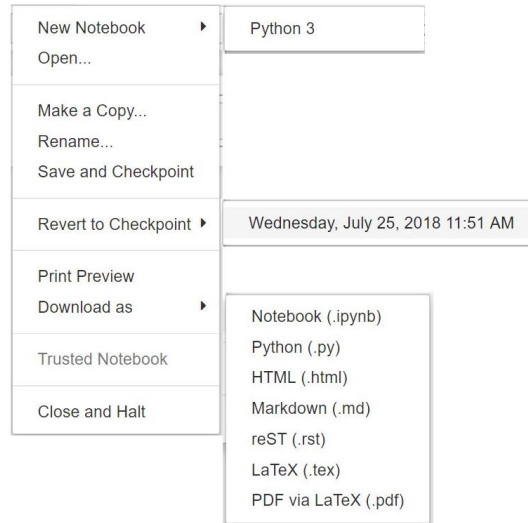 New Notebook
Python 3
Open...
Make a Copy...
Rename...
Save and Checkpoint
Revert to Checkpoint
Wednesday, July 25, 2018 11:51 AM
Print Preview
Download as
Notebook (.ipynb)
Python (.py)
HTML (.html)
Markdown (.md)
reST (.rst)
LaTeX (.tex)
PDF via LaTeX (.pdf)
Trusted Notebook
Close and Halt